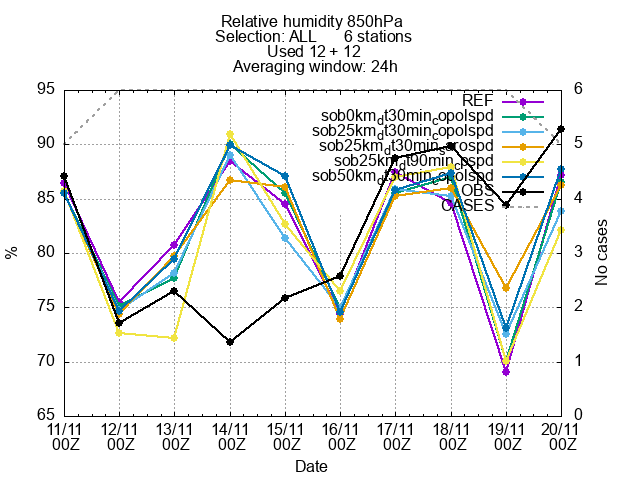 Relative humidity 850hPa
Selection: ALL 6 stations
Used 12 + 12
Averaging window: 24h
95 6
REF
sob0km_dt30min_copolspd
sob25km_dt30min_copolspd
90 5
OBS
CASES
85 4
80 3
75 2
70 1
65 0
%
No cases
11/11 12/11 13/11 14/11 15/11 16/11 17/11 18/11 19/11 20/11
00Z 00Z 00Z 00Z 00Z 00Z 00Z 00Z 00Z 00Z
Date